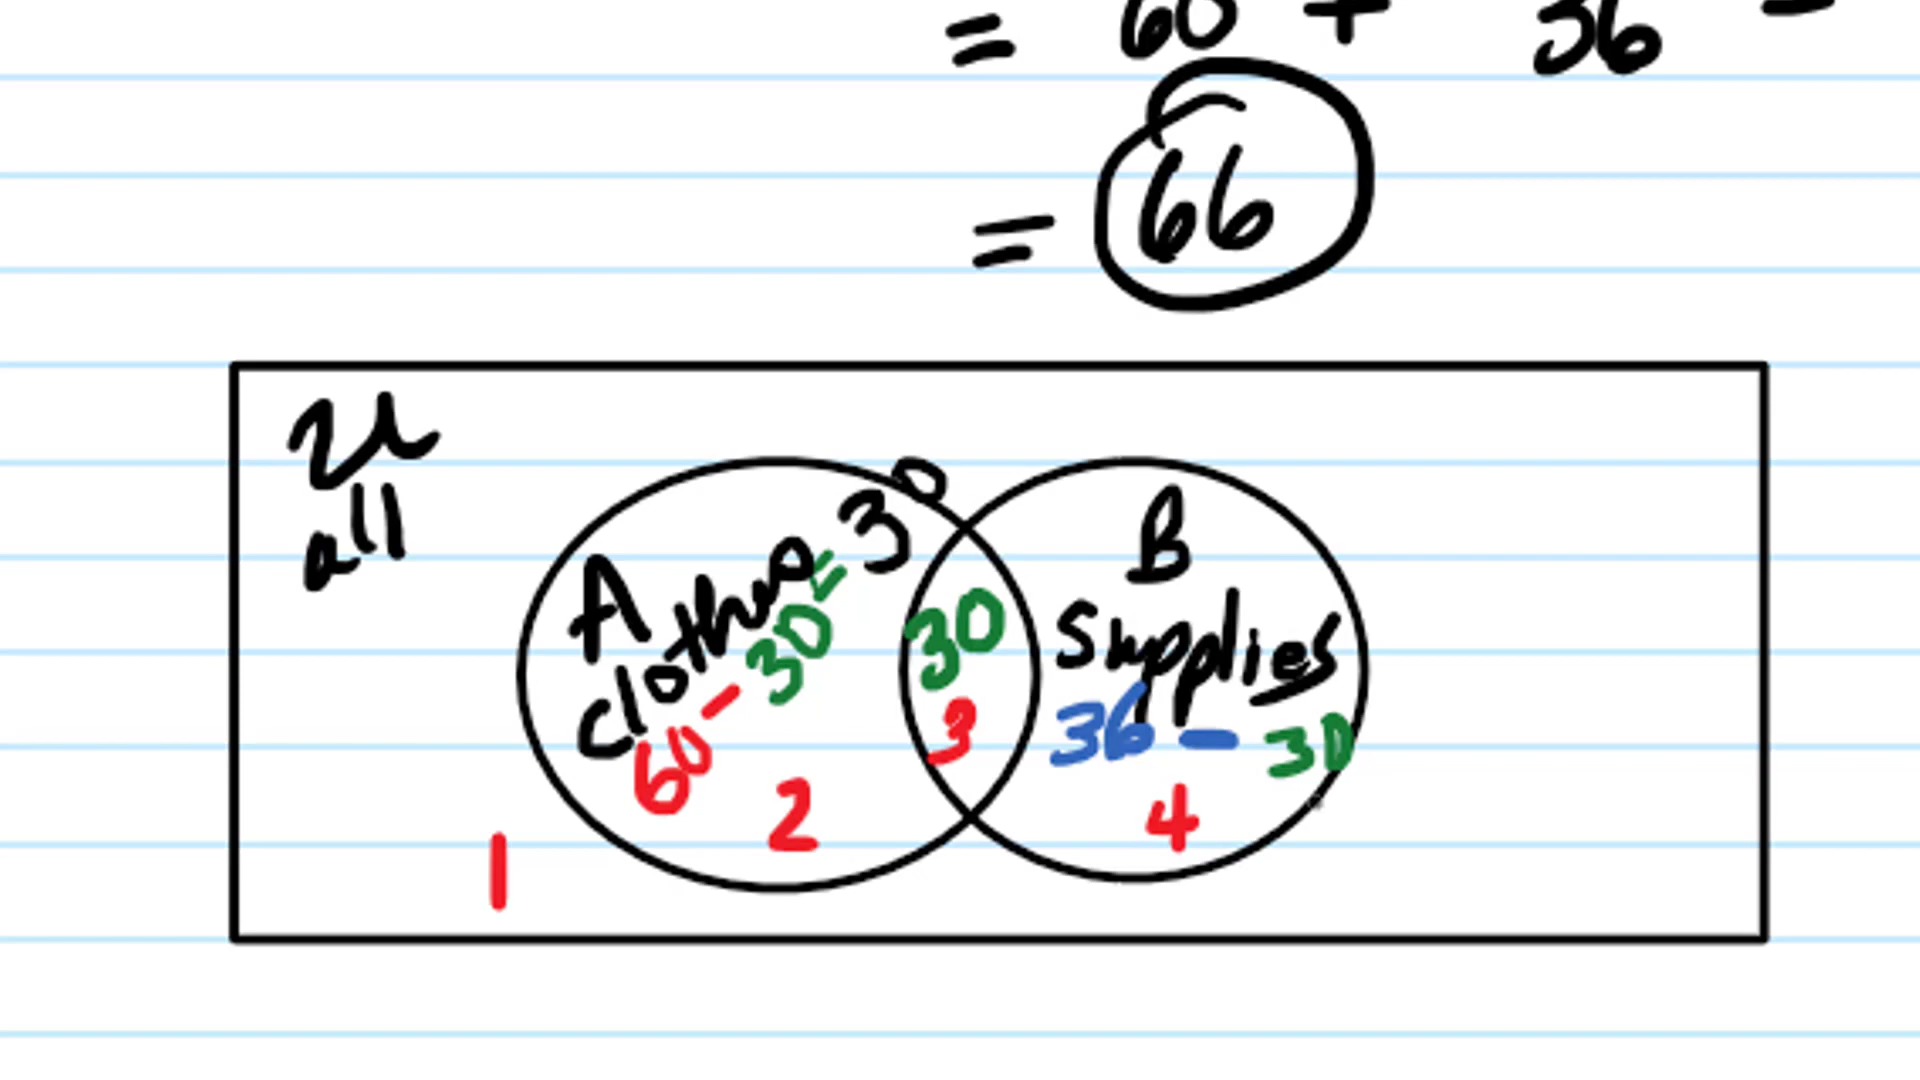 = 60 + 36 -
= 66
U
all
A
clothes
60 - 30 = 30
2
30
3
B
Supplies
36 - 30
4
1